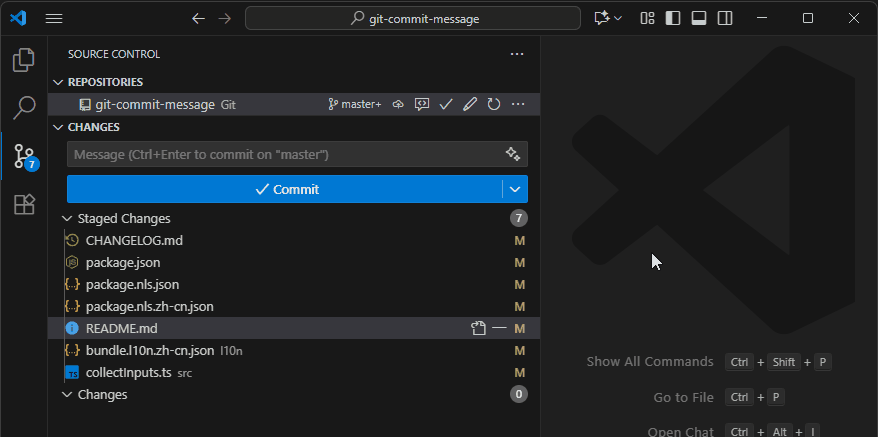 git-commit-message
SOURCE CONTROL
REPOSITORIES
git-commit-message Git master+
CHANGES
Message (Ctrl+Enter to commit on "master")
Commit
7
Staged Changes 7
CHANGELOG.md M
package.json M
package.nls.json M
package.nls.zh-cn.json M
README.md M
bundle.l10n.zh-cn.json l10n M
TS collectInputs.ts src M
Changes 0
Show All Commands Ctrl + Shift + P
Go to File Ctrl + P
Open Chat Ctrl + Alt + I